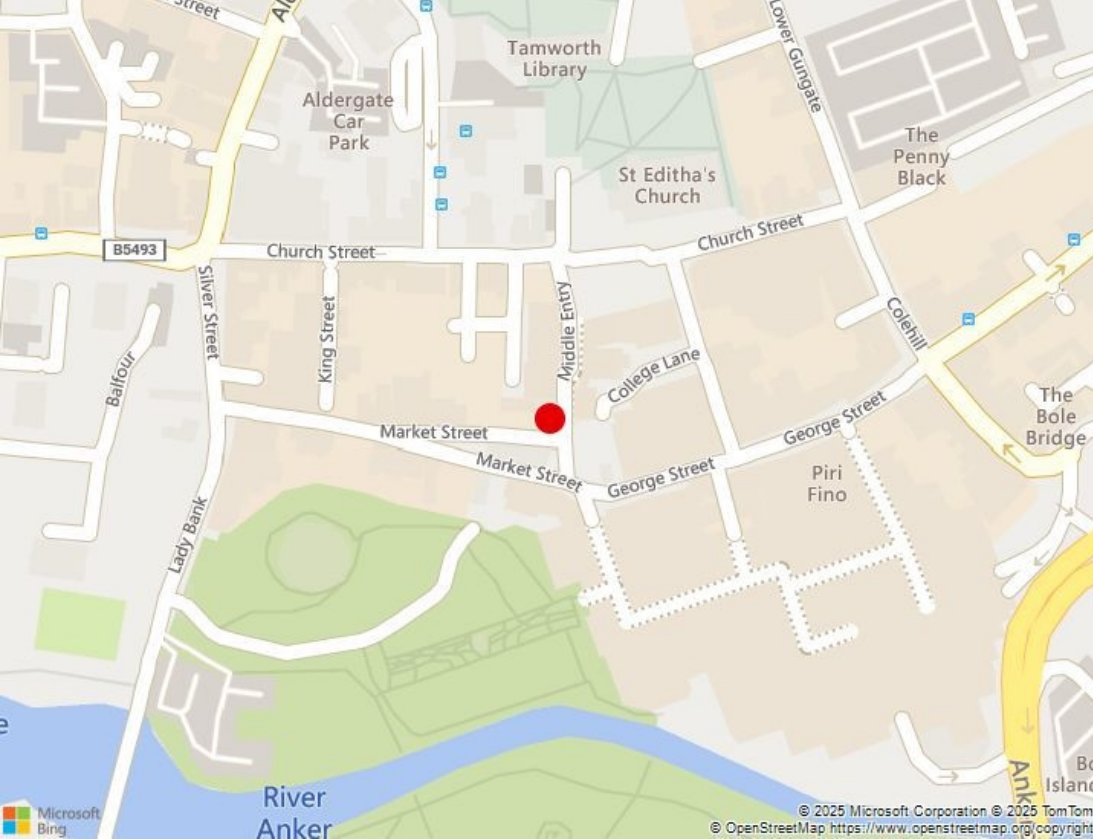 Street
Tamworth
Library
Lower Gungate
Aldergate
Car
Park
The
Penny
Black
St Editha's
Church
Church Street
B5493
Church Street
Silver Street
King Street
Middle Entry
Colehill
Balfour
College Lane
The
Bole
Bridge
Market Street
George Street
Market Street
George Street
Piri
Fino
Lady Bank
River
Anker
Island
Microsoft
Bing
© 2025 Microsoft Corporation © 2025 TomTom
© OpenStreetMap https://www.openstreetmap.org/copyright